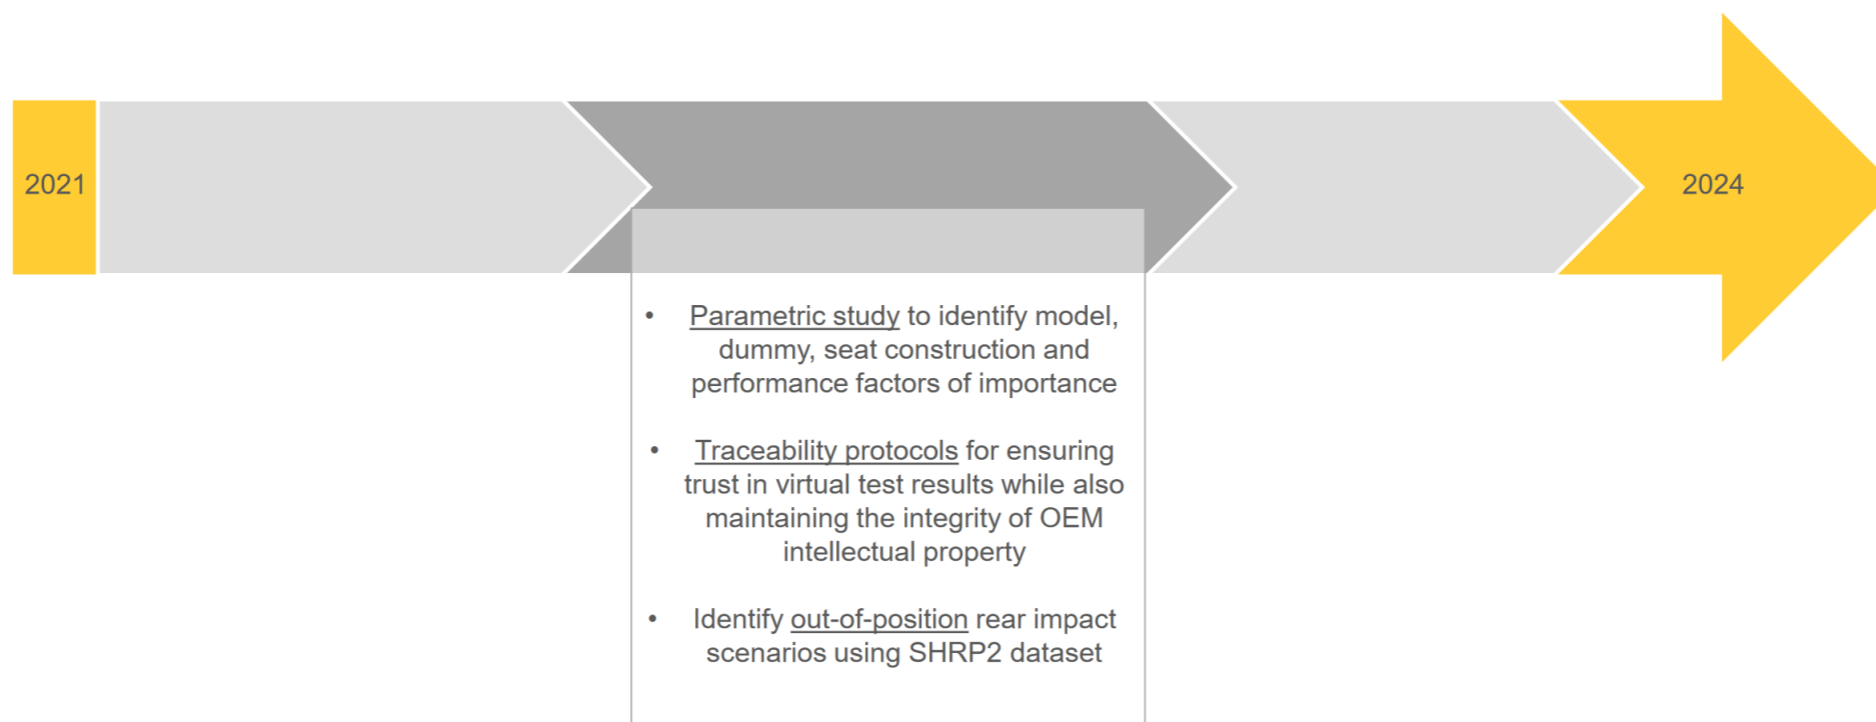 2021
2024
• Parametric study to identify model,
dummy, seat construction and
performance factors of importance
• Traceability protocols for ensuring
trust in virtual test results while also
maintaining the integrity of OEM
intellectual property
• Identify out-of-position rear impact
scenarios using SHRP2 dataset